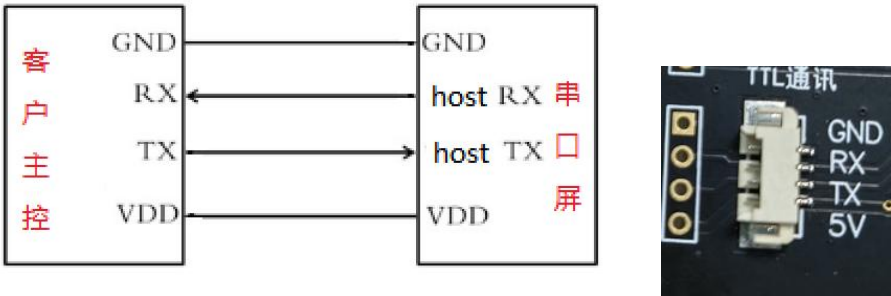 客户主控
GND
RX
TX
VDD
GND
host RX
host TX
VDD
串口屏
TTL通讯
GND
RX
TX
5V